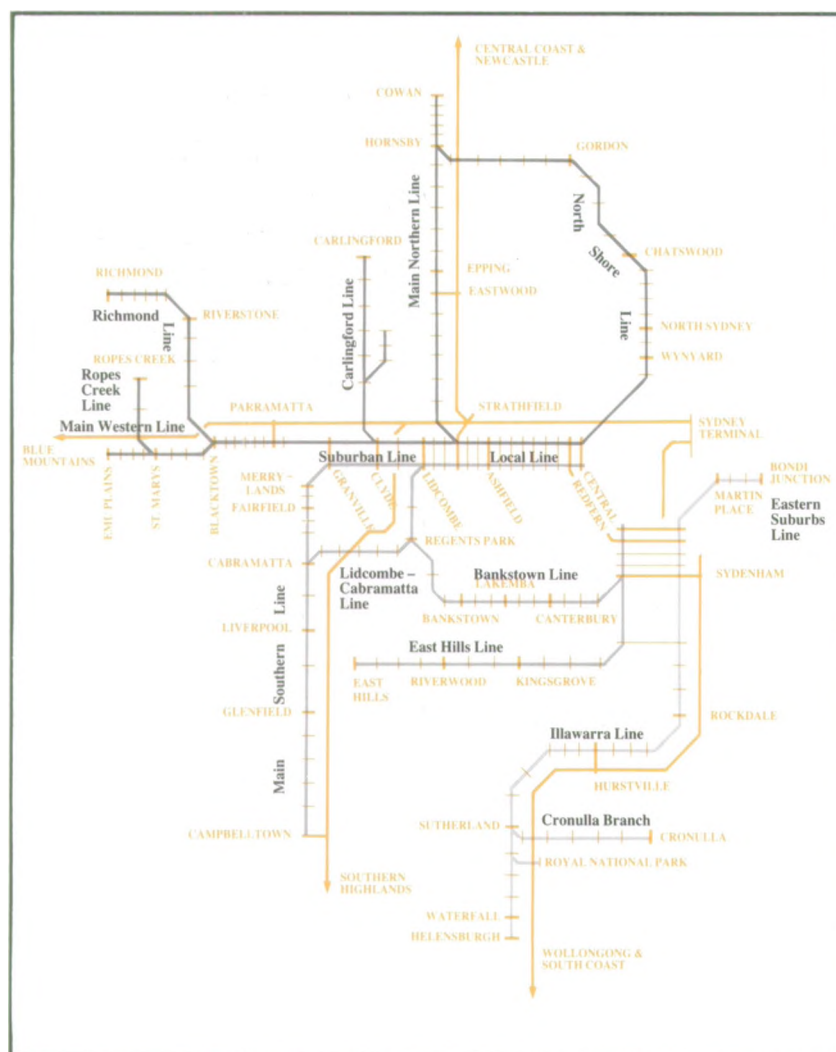 CENTRAL COAST &
NEWCASTLE
COWAN
HORNSBY
GORDON
Main Northern Line
North
Shore
Line
CARLINGFORD
CHATSWOOD
EPPING
EASTWOOD
RICHMOND
Richmond
Line
RIVERSTONE
Carlingford Line
NORTH SYDNEY
WYNYARD
ROPES CREEK
Ropes
Creek
Line
Main Western Line
PARRAMATTA
STRATHFIELD
SYDNEY
TERMINAL
BLUE
MOUNTAINS
Suburban Line
Local Line
EMU PLAINS
ST. MARYS
BLACKTOWN
MERRY –
LANDS
FAIRFIELD
GRANVILLE
CLYDE
LIDCOMBE
ASHFIELD
CENTRAL
REDFERN
BONDI
JUNCTION
MARTIN
PLACE
Eastern
Suburbs
Line
REGENTS PARK
CABRAMATTA
Lidcombe –
Cabramatta
Line
Bankstown Line
LAKEMBA
SYDENHAM
BANKSTOWN
CANTERBURY
LIVERPOOL
East Hills Line
EAST
HILLS
RIVERWOOD
KINGSGROVE
Line
Southern
Main
GLENFIELD
ROCKDALE
Illawarra Line
HURSTVILLE
CAMPBELLTOWN
SUTHERLAND
Cronulla Branch
CRONULLA
ROYAL NATIONAL PARK
SOUTHERN
HIGHLANDS
WATERFALL
HELENSBURGH
WOLLONGONG &
SOUTH COAST